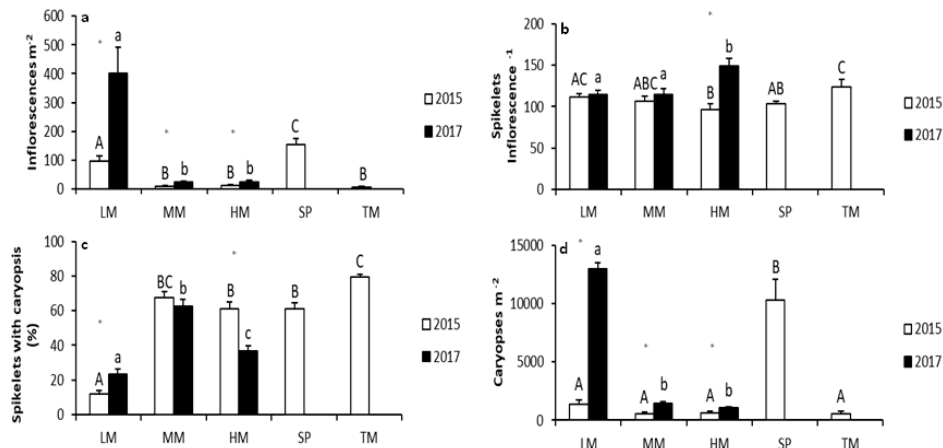 a
Inflorescences m⁻²
600
500
400
300
200
100
0
* * *
A a B b B b C B
LM MM HM SP TM
2015
2017
b
Spikelets
Inflorescence ⁻¹
200
150
100
50
0
*
AC a ABC a B b AB C
LM MM HM SP TM
2015
2017
c
Spikelets with caryopsis
(%)
100
80
60
40
20
0
* *
A a BC b B c B C
LM MM HM SP TM
2015
2017
d
Caryopses m⁻²
15000
10000
5000
0
* * *
A a A b A b B A
LM MM HM SP TM
2015
2017